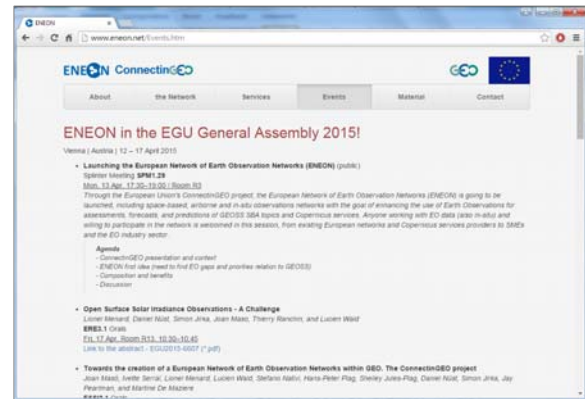 ENEON
www.eneon.net/Events.htm
ENEON ConnectinGEO
GEO
About the Network Services Events Material Contact
ENEON in the EGU General Assembly 2015!
Vienna | Austria | 12 – 17 April 2015
• Launching the European Network of Earth Observation Networks (ENEON) (public)
Splinter Meeting SPM1.29
Mon, 13 Apr, 17:30–19:00 / Room R3
Through the European Union's ConnectinGEO project, the European Network of Earth Observation Networks (ENEON) is going to be
launched, including space-based, airborne and in-situ observations networks with the goal of enhancing the use of Earth Observations for
assessments, forecasts, and predictions of GEOSS SBA topics and Copernicus services. Anyone working with EO data (also in-situ) and
willing to participate in the network is welcomed in this session, from existing European networks and Copernicus services providers to SMEs
and the EO industry sector.
Agenda
- ConnectinGEO presentation and context
- ENEON first idea (need to find EO gaps and priorities relation to GEOSS)
- Composition and benefits
- Discussion
• Open Surface Solar Irradiance Observations - A Challenge
Lionel Menard, Daniel Nüst, Simon Jirka, Joan Maso, Thierry Ranchin, and Lucien Wald
ERE3.1 Orals
Fri, 17 Apr, Room R13, 10:30–10:45
Link to the abstract - EGU2015-6607 (*.pdf)
• Towards the creation of a European Network of Earth Observation Networks within GEO. The ConnectinGEO project
Joan Masó, Ivette Serral, Lionel Menard, Lucien Wald, Stefano Nativi, Hans-Peter Plag, Shelley Jules-Plag, Daniel Nüst, Simon Jirka, Jay
Pearlman, and Martine De Maziere
ESSI2.1 Orals